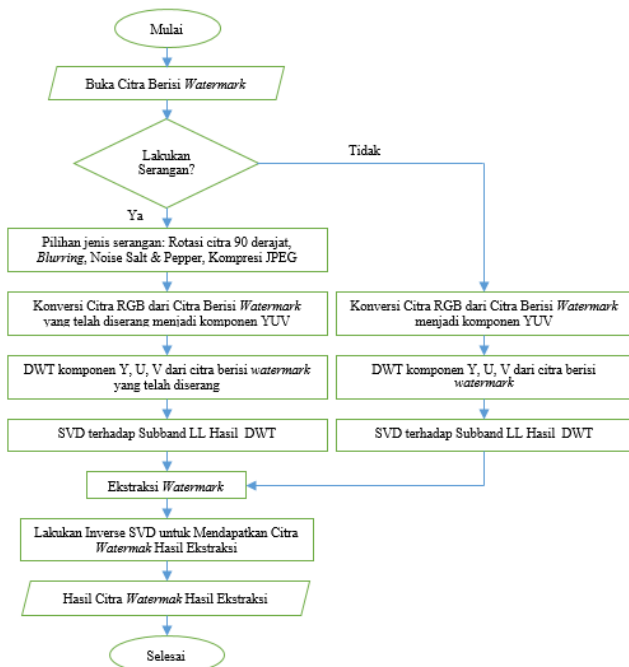 Mulai
Buka Citra Berisi Watermark
Lakukan
Serangan?
Tidak
Ya
Pilihan jenis serangan: Rotasi citra 90 derajat,
Blurring, Noise Salt & Pepper, Kompresi JPEG
Konversi Citra RGB dari Citra Berisi Watermark
yang telah diserang menjadi komponen YUV
Konversi Citra RGB dari Citra Berisi Watermark
menjadi komponen YUV
DWT komponen Y, U, V dari citra berisi watermark
yang telah diserang
DWT komponen Y, U, V dari citra berisi
watermark
SVD terhadap Subband LL Hasil DWT
SVD terhadap Subband LL Hasil DWT
Ekstraksi Watermark
Lakukan Inverse SVD untuk Mendapatkan Citra
Watermak Hasil Ekstraksi
Hasil Citra Watermak Hasil Ekstraksi
Selesai